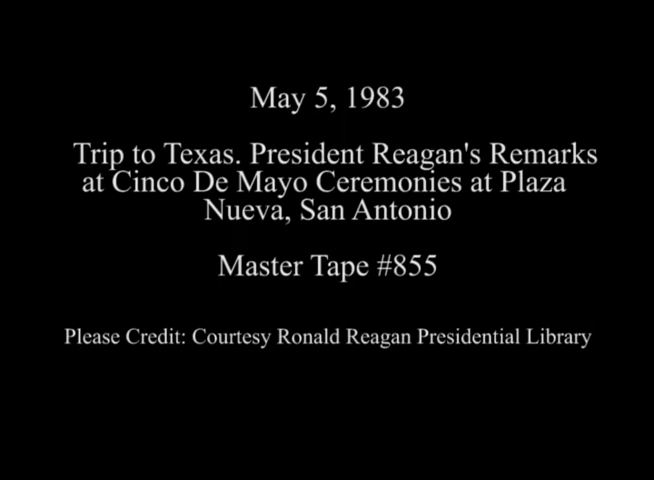 May 5, 1983
Trip to Texas. President Reagan's Remarks
at Cinco De Mayo Ceremonies at Plaza
Nueva, San Antonio
Master Tape #855
Please Credit: Courtesy Ronald Reagan Presidential Library